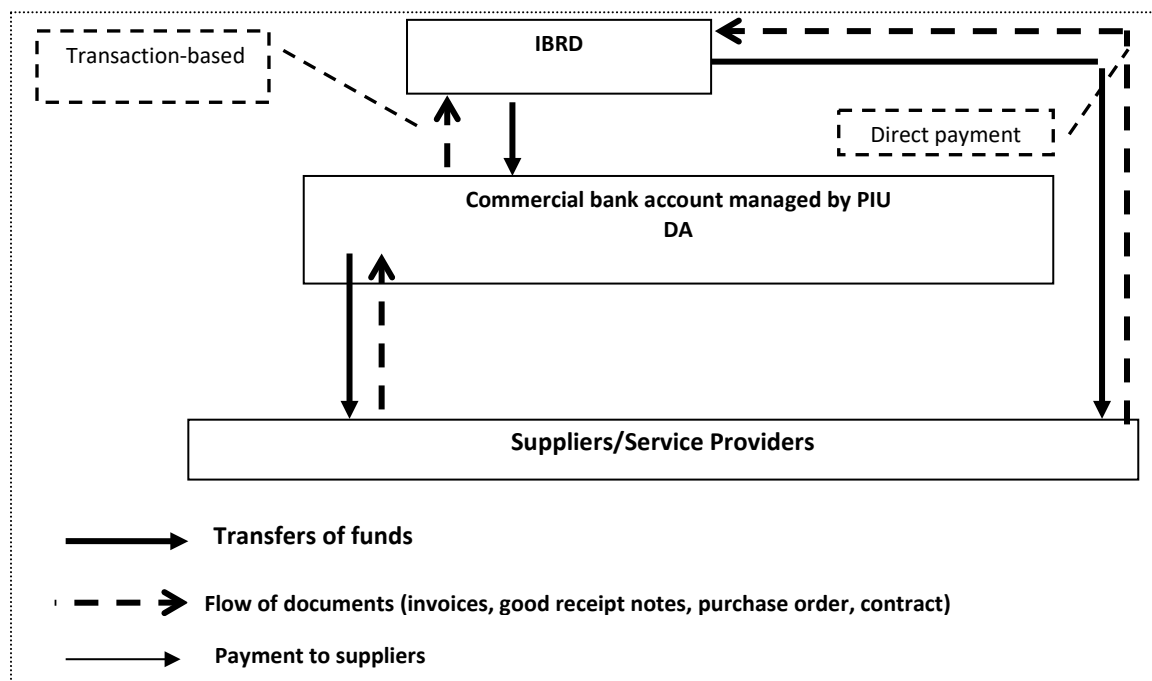 Transaction-based
IBRD
Direct payment
Commercial bank account managed by PIU
DA
Suppliers/Service Providers
Transfers of funds
Flow of documents (invoices, good receipt notes, purchase order, contract)
Payment to suppliers